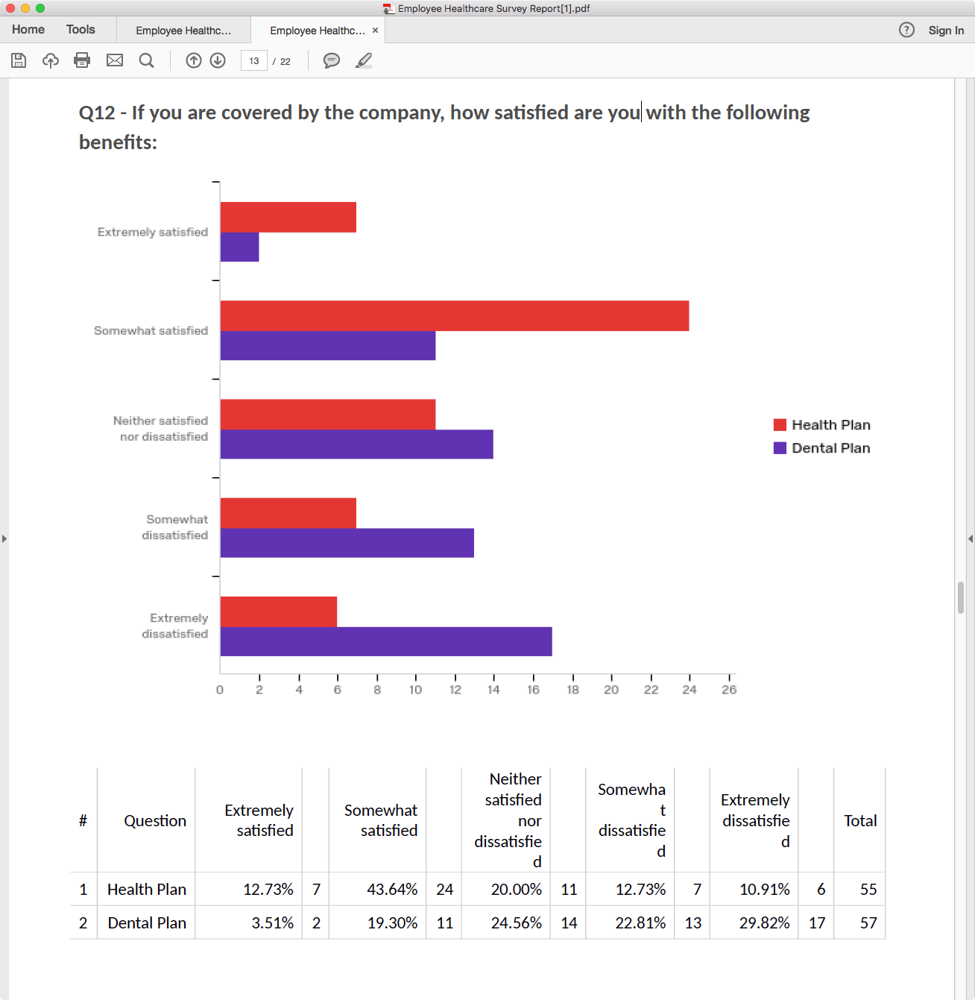 Employee Healthcare Survey Report[1].pdf
Home Tools Employee Healthc... Employee Healthc... × ? Sign In
13 / 22
Q12 - If you are covered by the company, how satisfied are you with the following
benefits:
Extremely satisfied
Somewhat satisfied
Neither satisfied
nor dissatisfied
Health Plan
Dental Plan
Somewhat
dissatisfied
Extremely
dissatisfied
0 2 4 6 8 10 12 14 16 18 20 22 24 26
# Question Extremely satisfied Somewhat satisfied Neither satisfied nor dissatisfie d Somewha t dissatisfie d Extremely dissatisfie d Total
1 Health Plan 12.73% 7 43.64% 24 20.00% 11 12.73% 7 10.91% 6 55
2 Dental Plan 3.51% 2 19.30% 11 24.56% 14 22.81% 13 29.82% 17 57